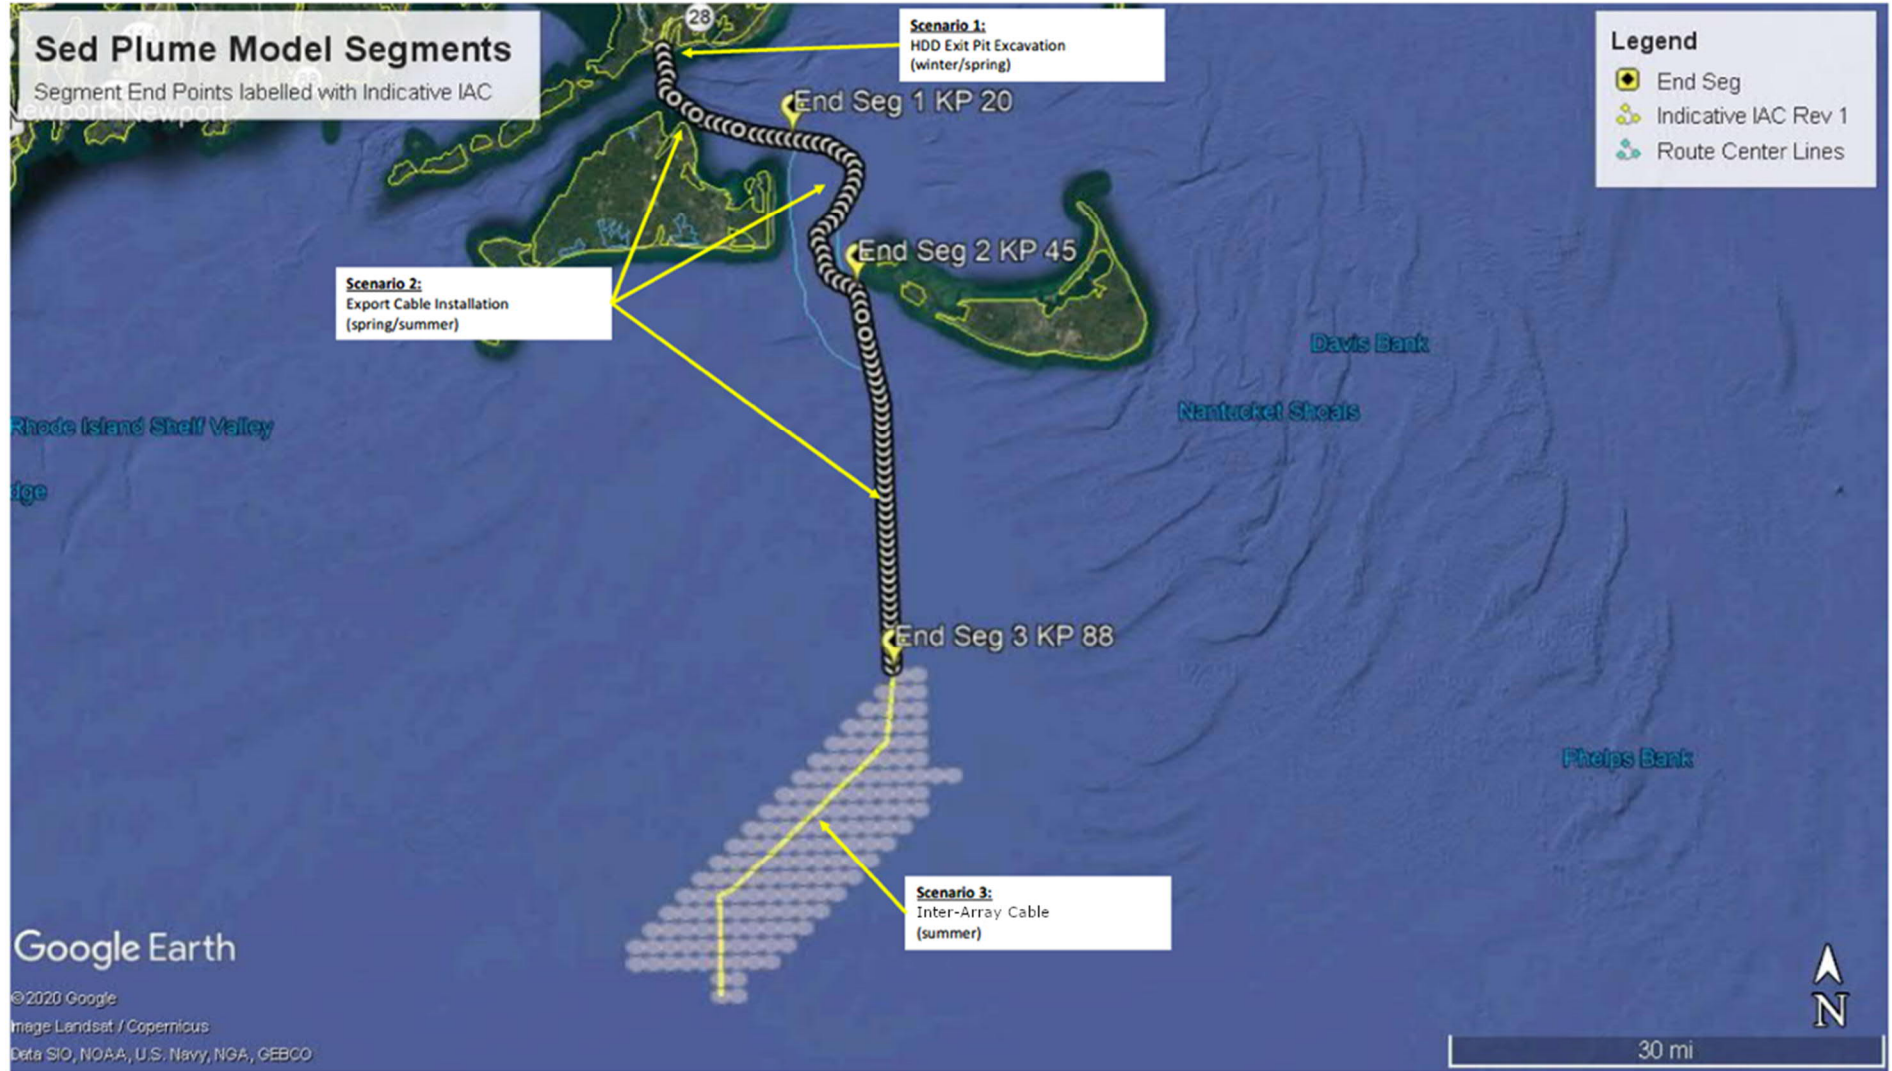 Sed Plume Model Segments
Segment End Points labelled with Indicative IAC
28
Scenario 1:
HDD Exit Pit Excavation
(winter/spring)
Legend
End Seg
Indicative IAC Rev 1
Route Center Lines
ewport-Newport
End Seg 1 KP 20
End Seg 2 KP 45
Scenario 2:
Export Cable Installation
(spring/summer)
Davis Bank
Nantucket Shoals
Rhode Island Shelf Valley
dge
End Seg 3 KP 88
Phelps Bank
Scenario 3:
Inter-Array Cable
(summer)
Google Earth
©2020 Google
Image Landsat / Copernicus
Data SIO, NOAA, U.S. Navy, NGA, GEBCO
N
30 mi